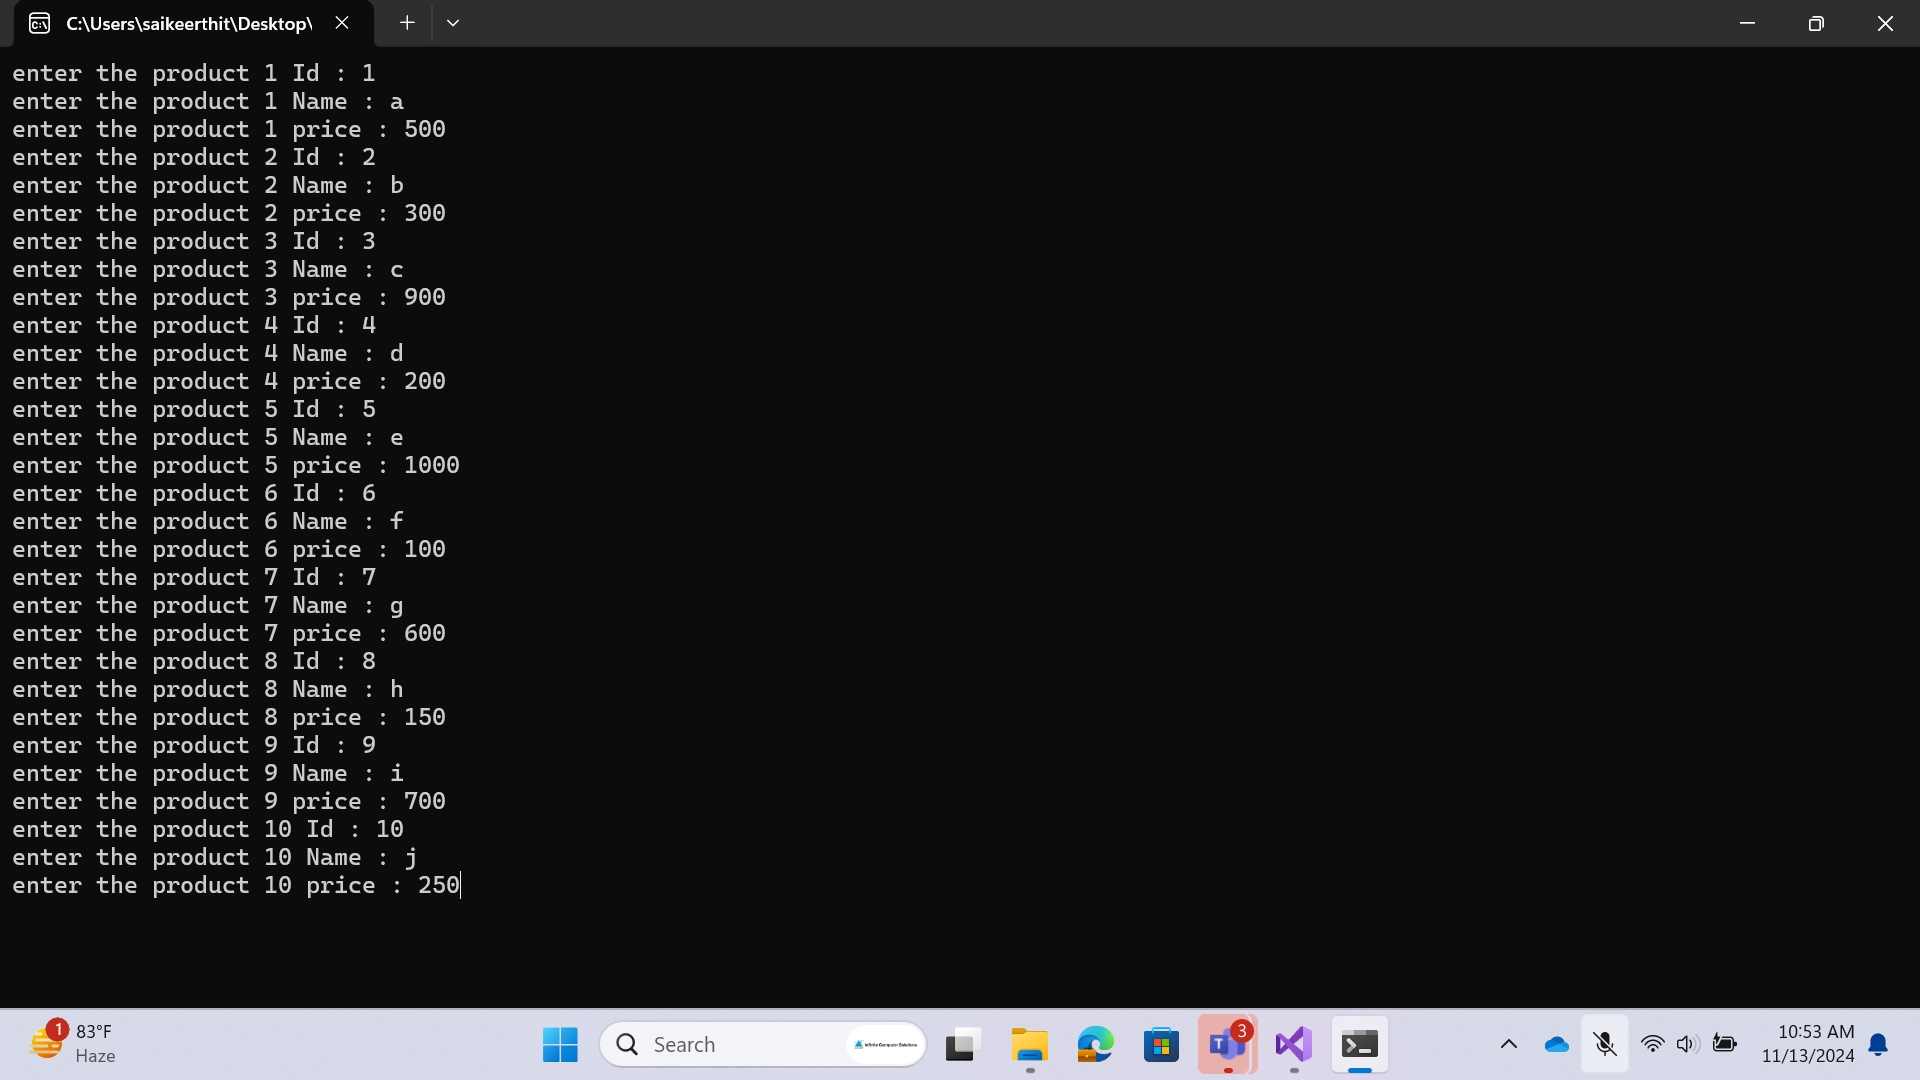 C:\Users\saikeerthit\Desktop\
enter the product 1 Id : 1
enter the product 1 Name : a
enter the product 1 price : 500
enter the product 2 Id : 2
enter the product 2 Name : b
enter the product 2 price : 300
enter the product 3 Id : 3
enter the product 3 Name : c
enter the product 3 price : 900
enter the product 4 Id : 4
enter the product 4 Name : d
enter the product 4 price : 200
enter the product 5 Id : 5
enter the product 5 Name : e
enter the product 5 price : 1000
enter the product 6 Id : 6
enter the product 6 Name : f
enter the product 6 price : 100
enter the product 7 Id : 7
enter the product 7 Name : g
enter the product 7 price : 600
enter the product 8 Id : 8
enter the product 8 Name : h
enter the product 8 price : 150
enter the product 9 Id : 9
enter the product 9 Name : i
enter the product 9 price : 700
enter the product 10 Id : 10
enter the product 10 Name : j
enter the product 10 price : 250
1
83°F
Haze
Search
Infinite Computer Solutions
3
10:53 AM
11/13/2024